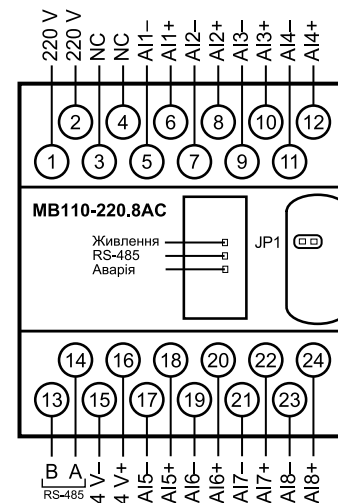 220 V
220 V
NC
NC
AI1–
AI1+
AI2–
AI2+
AI3–
AI3+
AI4–
AI4+
2
4
6
8
10
12
1
3
5
7
9
11
МВ110-220.8АС
Живлення
RS-485
Аварія
JP1
14
16
18
20
22
24
13
15
17
19
21
23
B
A
RS-485
4 V–
4 V+
AI5–
AI5+
AI6–
AI6+
AI7–
AI7+
AI8–
AI8+